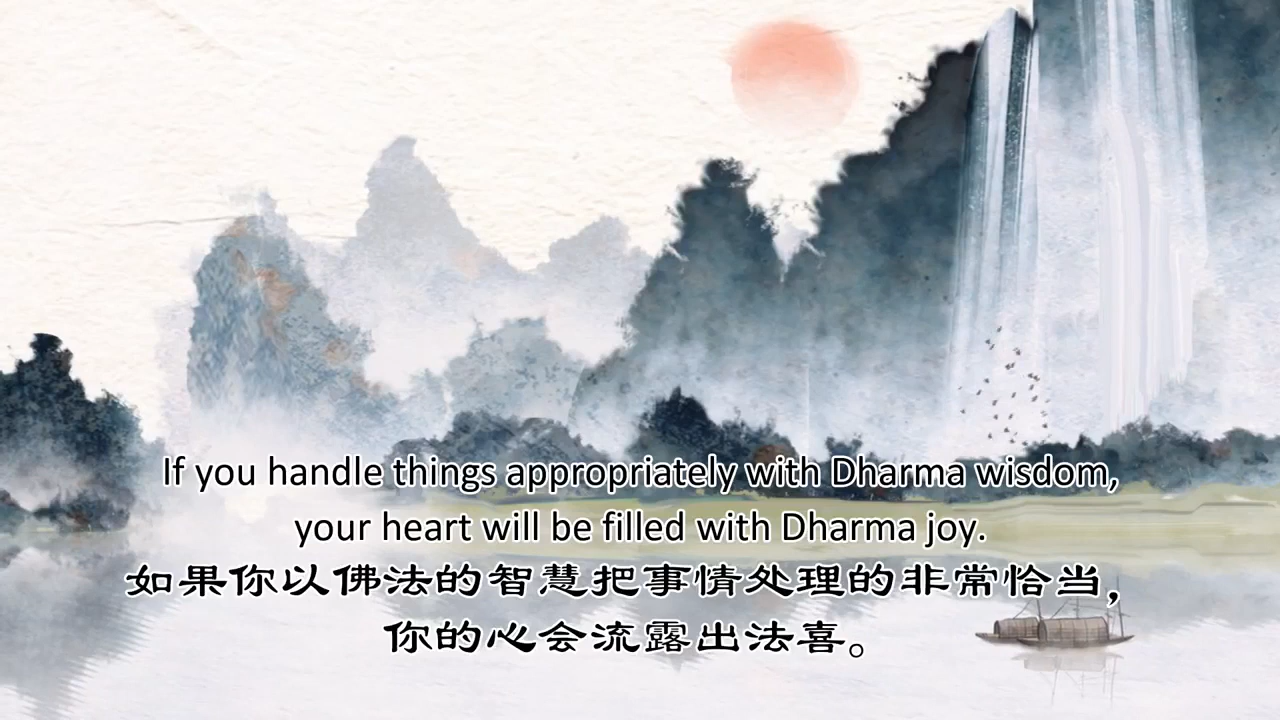 If you handle things appropriately with Dharma wisdom,
your heart will be filled with Dharma joy.
如果你以佛法的智慧把事情处理的非常恰当，
你的心会流露出法喜。